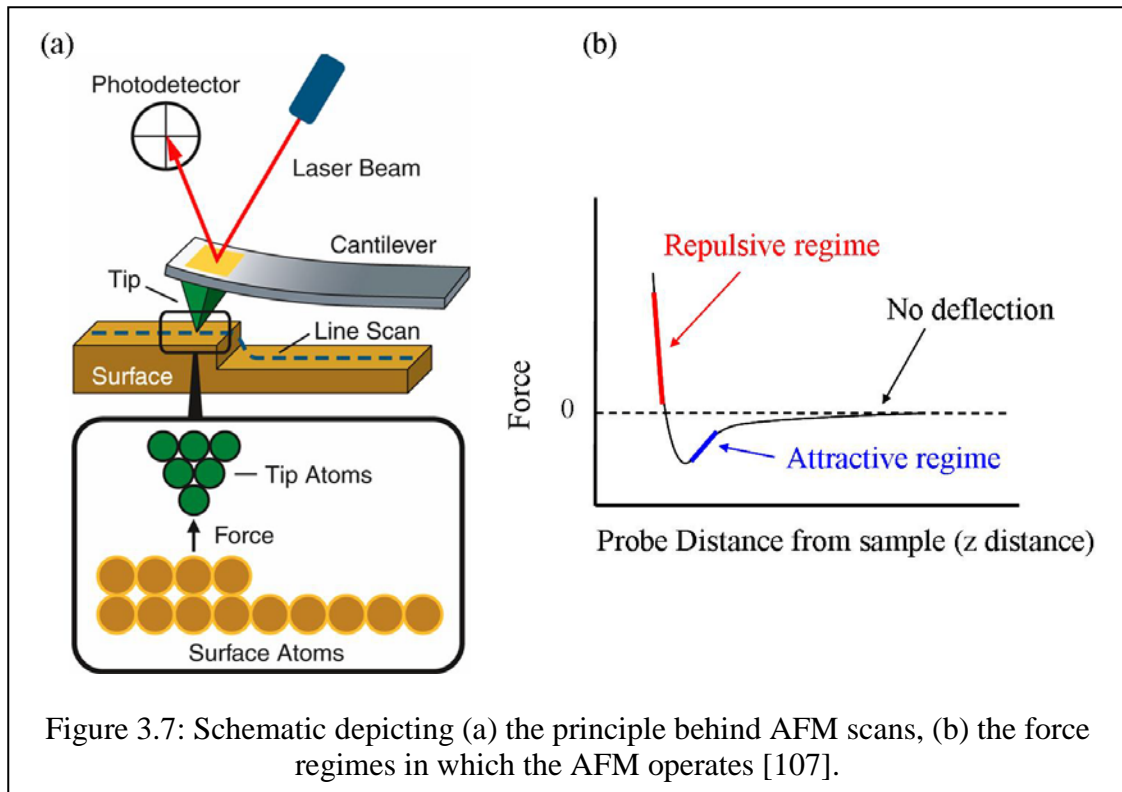 (a)
Photodetector
Laser Beam
Cantilever
Tip
Line Scan
Surface
Tip Atoms
Force
Surface Atoms
(b)
Repulsive regime
No deflection
Force
0
Attractive regime
Probe Distance from sample (z distance)
Figure 3.7: Schematic depicting (a) the principle behind AFM scans, (b) the force
regimes in which the AFM operates [107].